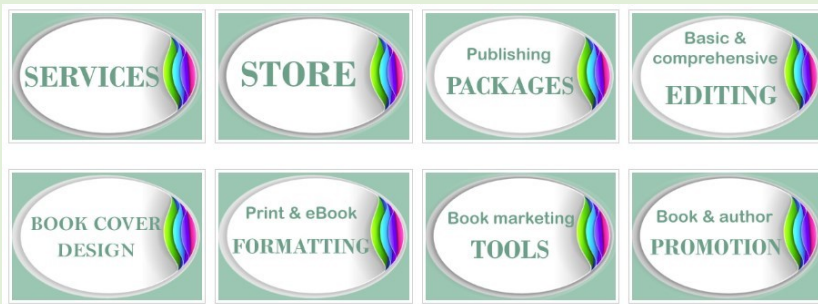 SERVICES
STORE
Publishing
PACKAGES
Basic &
comprehensive
EDITING
BOOK COVER
DESIGN
Print & eBook
FORMATTING
Book marketing
TOOLS
Book & author
PROMOTION